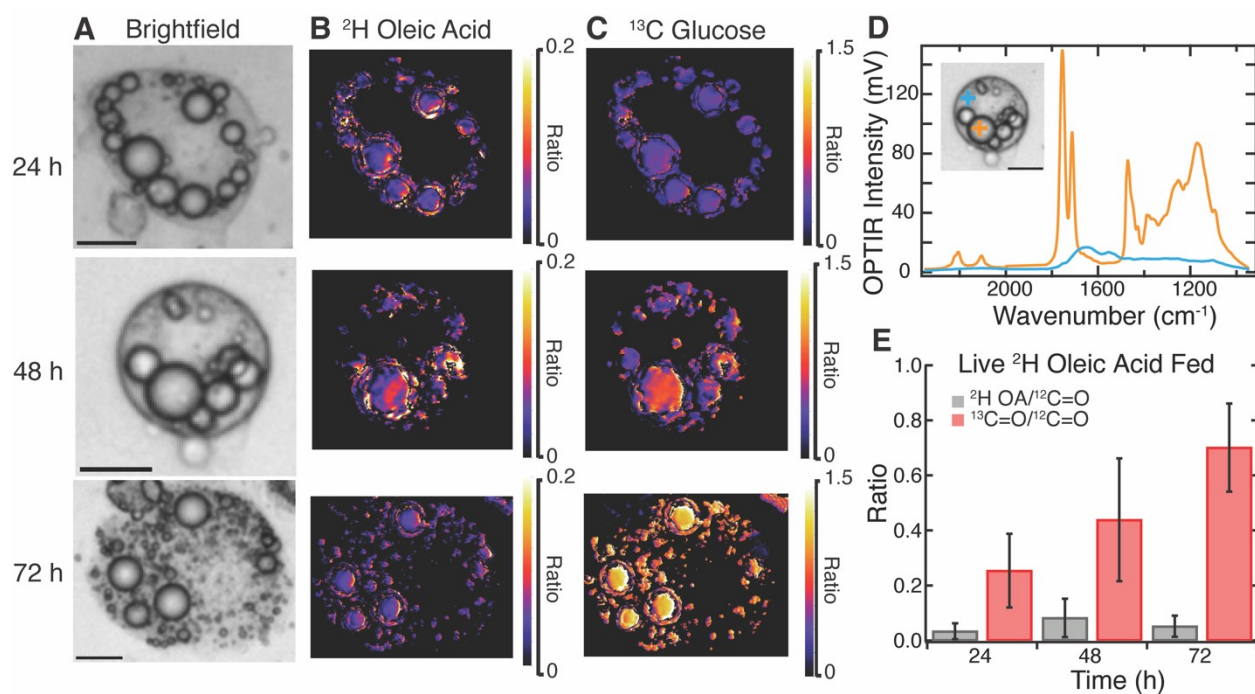 A Brightfield
B ²H Oleic Acid
C ¹³C Glucose
D
24 h
48 h
72 h
0.2
Ratio
0
1.5
Ratio
0
0.2
Ratio
0
1.5
Ratio
0
0.2
Ratio
0
1.5
Ratio
0
OPTIR Intensity (mV)
120
80
40
0
2000
1600
1200
Wavenumber (cm⁻¹)
E
Live ²H Oleic Acid Fed
²H OA/¹²C=O
¹³C=O/¹²C=O
Ratio
1.0
0.8
0.6
0.4
0.2
0.0
24
48
72
Time (h)